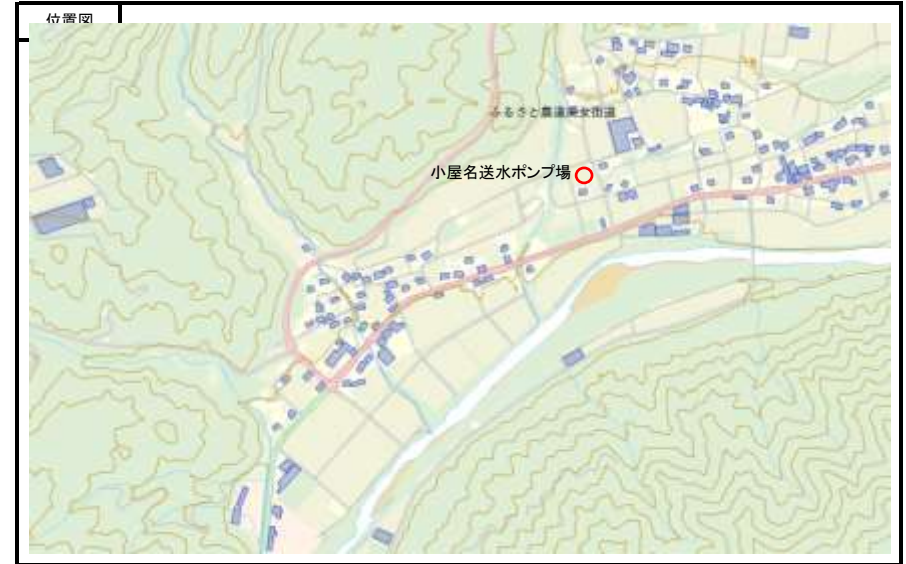 位置図
ふるさと農道乗女街道
小屋名送水ポンプ場